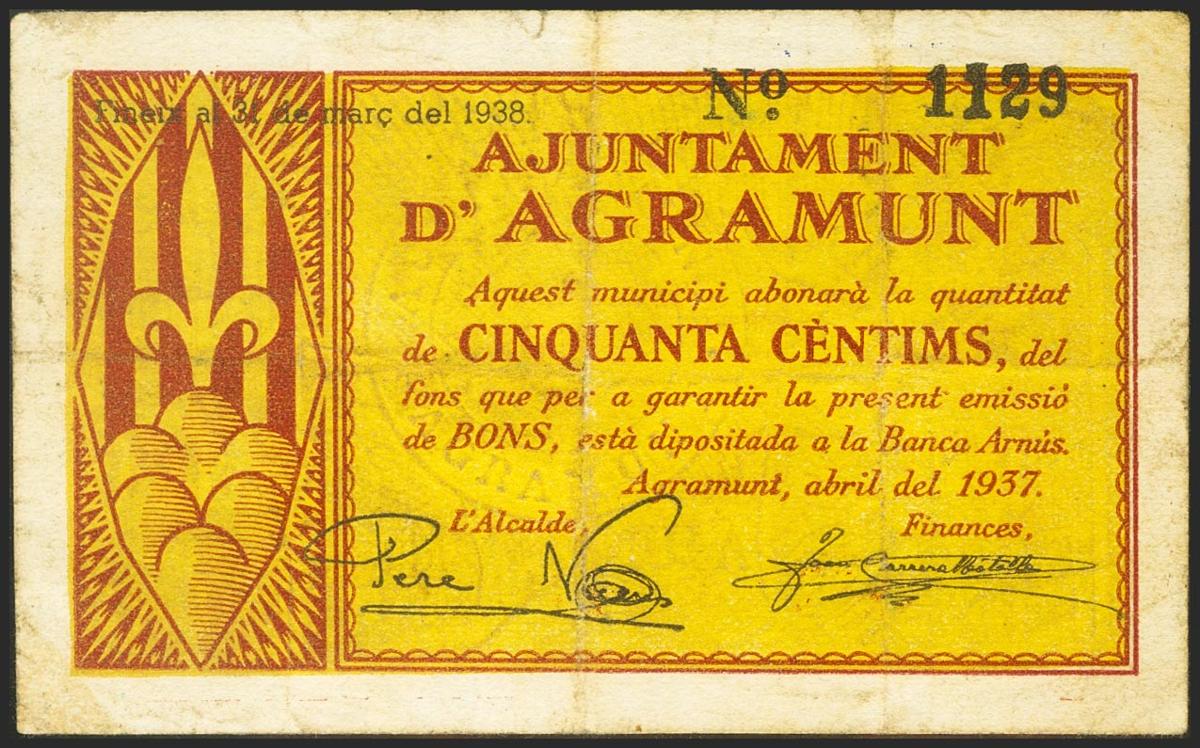 Fineix al 31 de març del 1938.
Nº 1129
AJUNTAMENT
D'AGRAMUNT
Aquest municipi abonarà la quantitat
de CINQUANTA CÈNTIMS, del
fons que per a garantir la present emissió
de BONS, està dipositada a la Banca Arnús.
Agramunt, abril del 1937.
L'Alcalde, Finances,
Pere